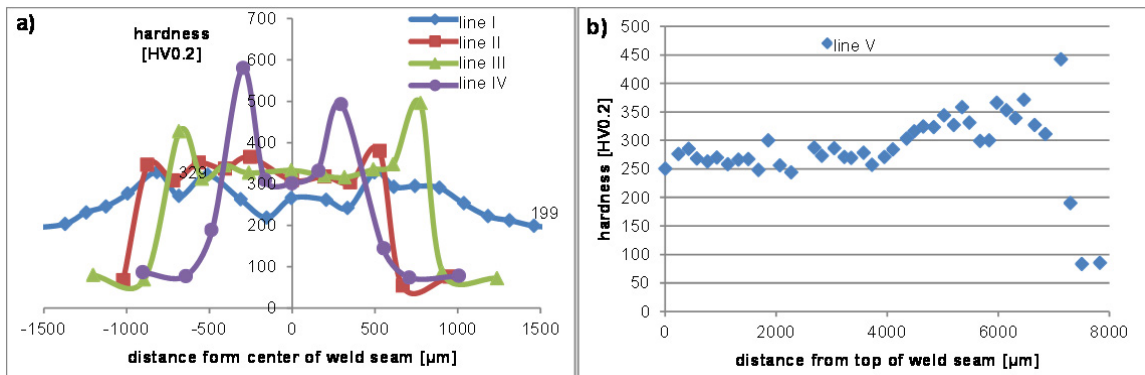 a)
hardness
[HV0.2]
700
600
500
400
300
200
100
0
line I
line II
line III
line IV
329
199
-1500
-1000
-500
0
500
1000
1500
distance form center of weld seam [µm]
b)
line V
hardness [HV0.2]
500
450
400
350
300
250
200
150
100
50
0
0
2000
4000
6000
8000
distance from top of weld seam [µm]